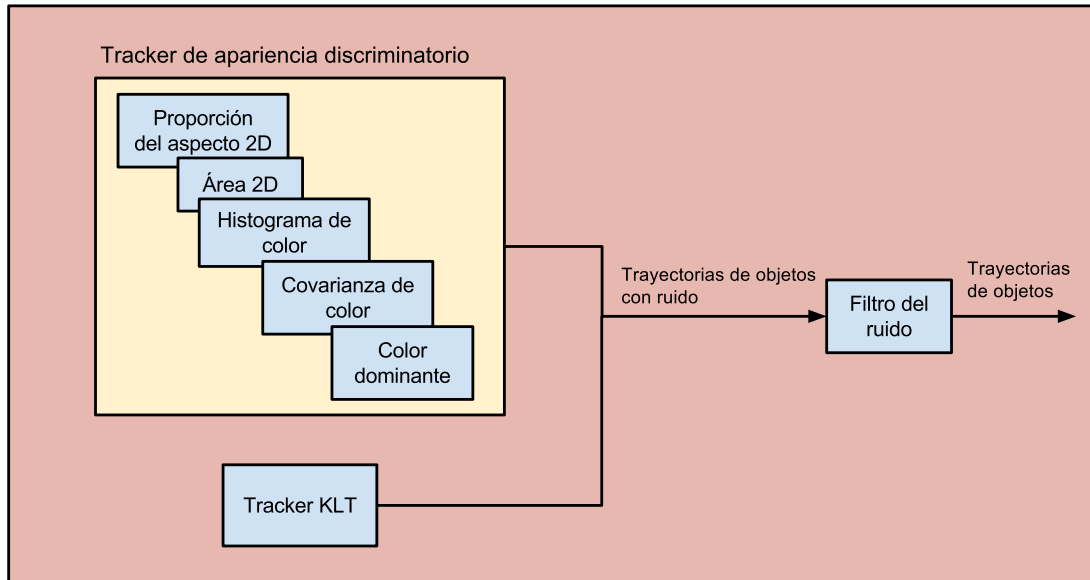 Tracker de apariencia discriminatorio
Proporción
del aspecto 2D
Área 2D
Histograma de
color
Covarianza de
color
Color
dominante
Tracker KLT
Trayectorias de objetos
con ruido
Filtro del
ruido
Trayectorias
de objetos